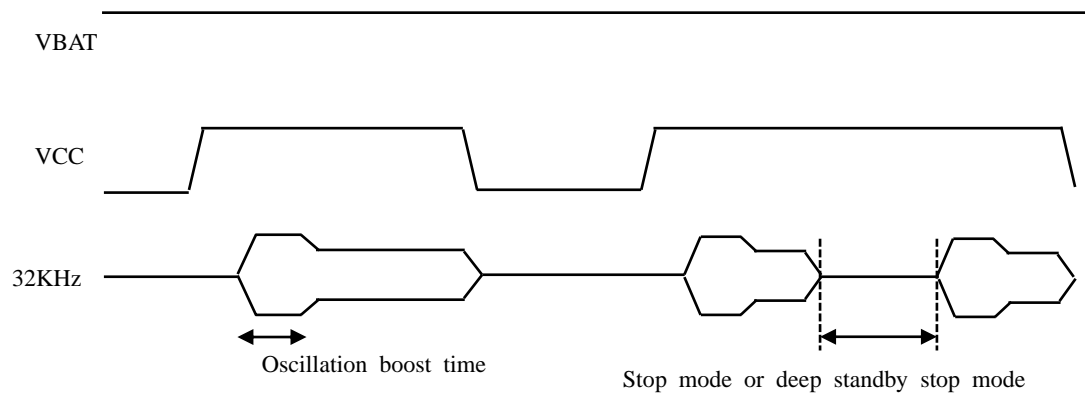 VBAT
VCC
32KHz
Oscillation boost time
Stop mode or deep standby stop mode